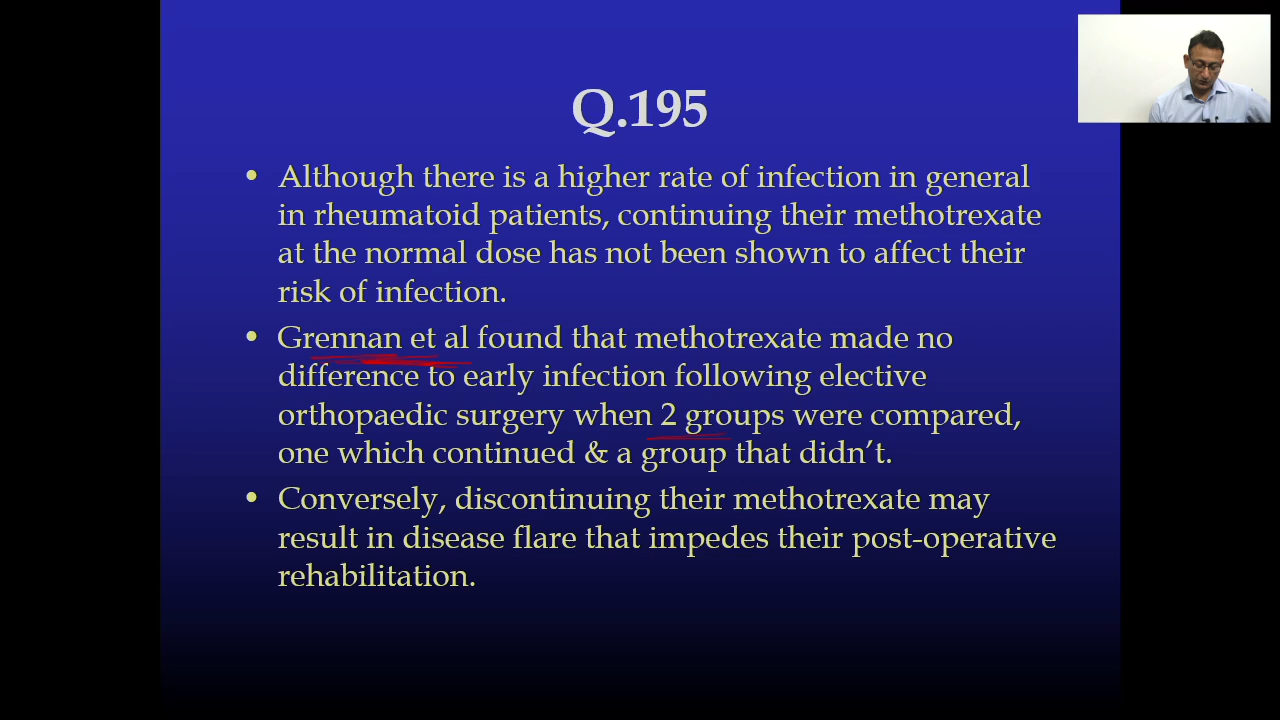 Q.195
• Although there is a higher rate of infection in general
in rheumatoid patients, continuing their methotrexate
at the normal dose has not been shown to affect their
risk of infection.
• Grennan et al found that methotrexate made no
difference to early infection following elective
orthopaedic surgery when 2 groups were compared,
one which continued & a group that didn’t.
• Conversely, discontinuing their methotrexate may
result in disease flare that impedes their post-operative
rehabilitation.